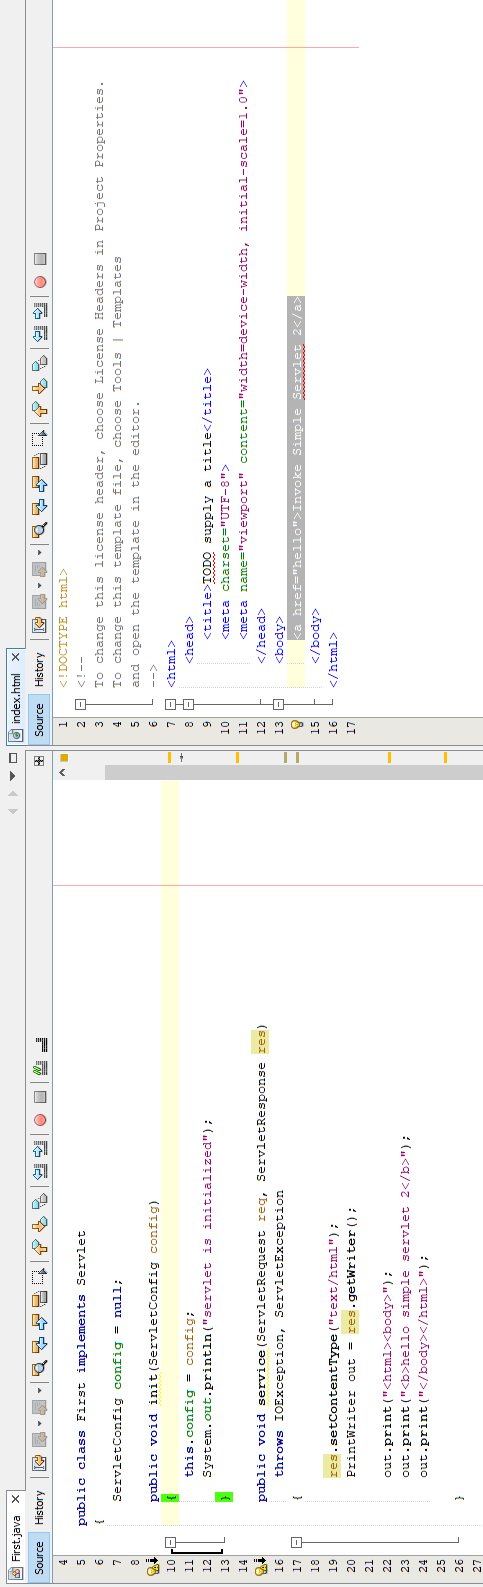 First.java
Source
History
4
5 public class First implements Servlet
6 {
7 ServletConfig config = null;
8
9 public void init(ServletConfig config)
10 {
11 this.config = config;
12 System.out.println("servlet is initialized");
13 }
14
15 public void service(ServletRequest req, ServletResponse res)
16 throws IOException, ServletException
17 {
18
19 res.setContentType("text/html");
20 PrintWriter out = res.getWriter();
21
22 out.print("<html><body>");
23 out.print("<b>hello simple servlet 2</b>");
24 out.print("</body></html>");
25
26 }
27
index.html
Source
History
1 <!DOCTYPE html>
2 <!--
3 To change this license header, choose License Headers in Project Properties.
4 To change this template file, choose Tools | Templates
5 and open the template in the editor.
6 -->
7 <html>
8 <head>
9 <title>TODO supply a title</title>
10 <meta charset="UTF-8">
11 <meta name="viewport" content="width=device-width, initial-scale=1.0">
12 </head>
13 <body>
<a href="hello">Invoke Simple Servlet 2</a>
15 </body>
16 </html>
17